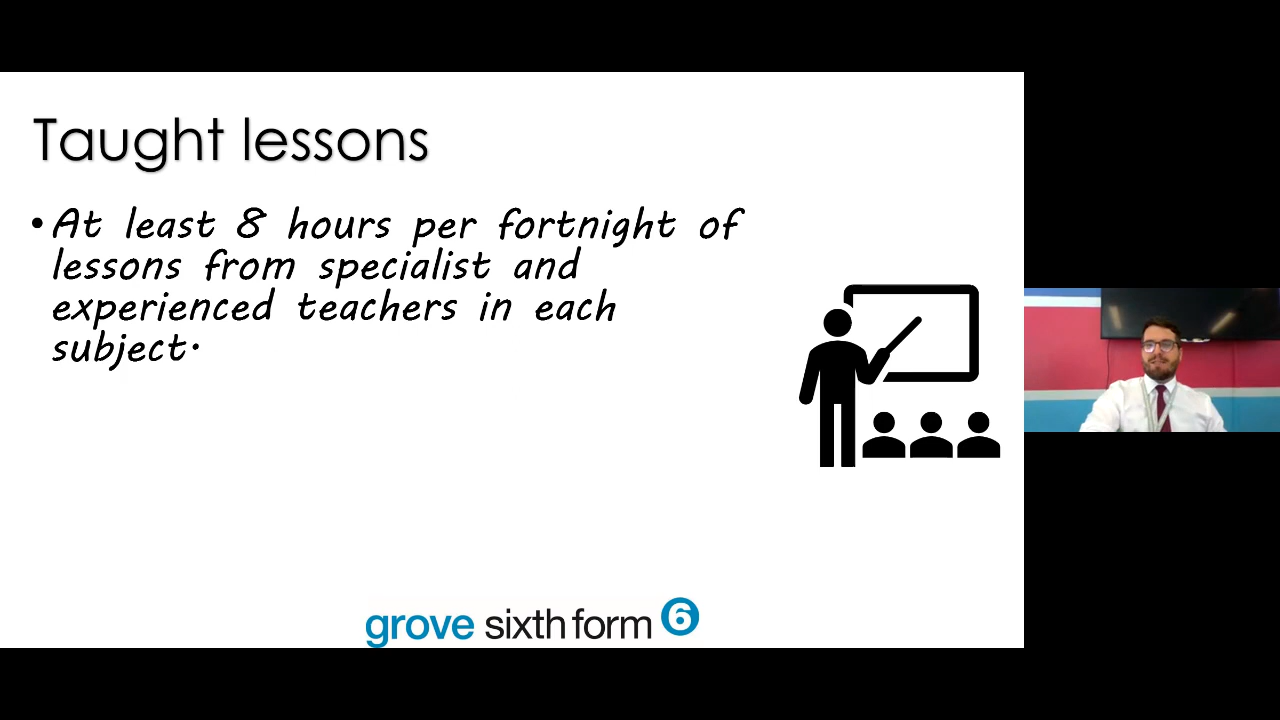 Taught lessons
• At least 8 hours per fortnight of
lessons from specialist and
experienced teachers in each
subject.
grove sixth form 6